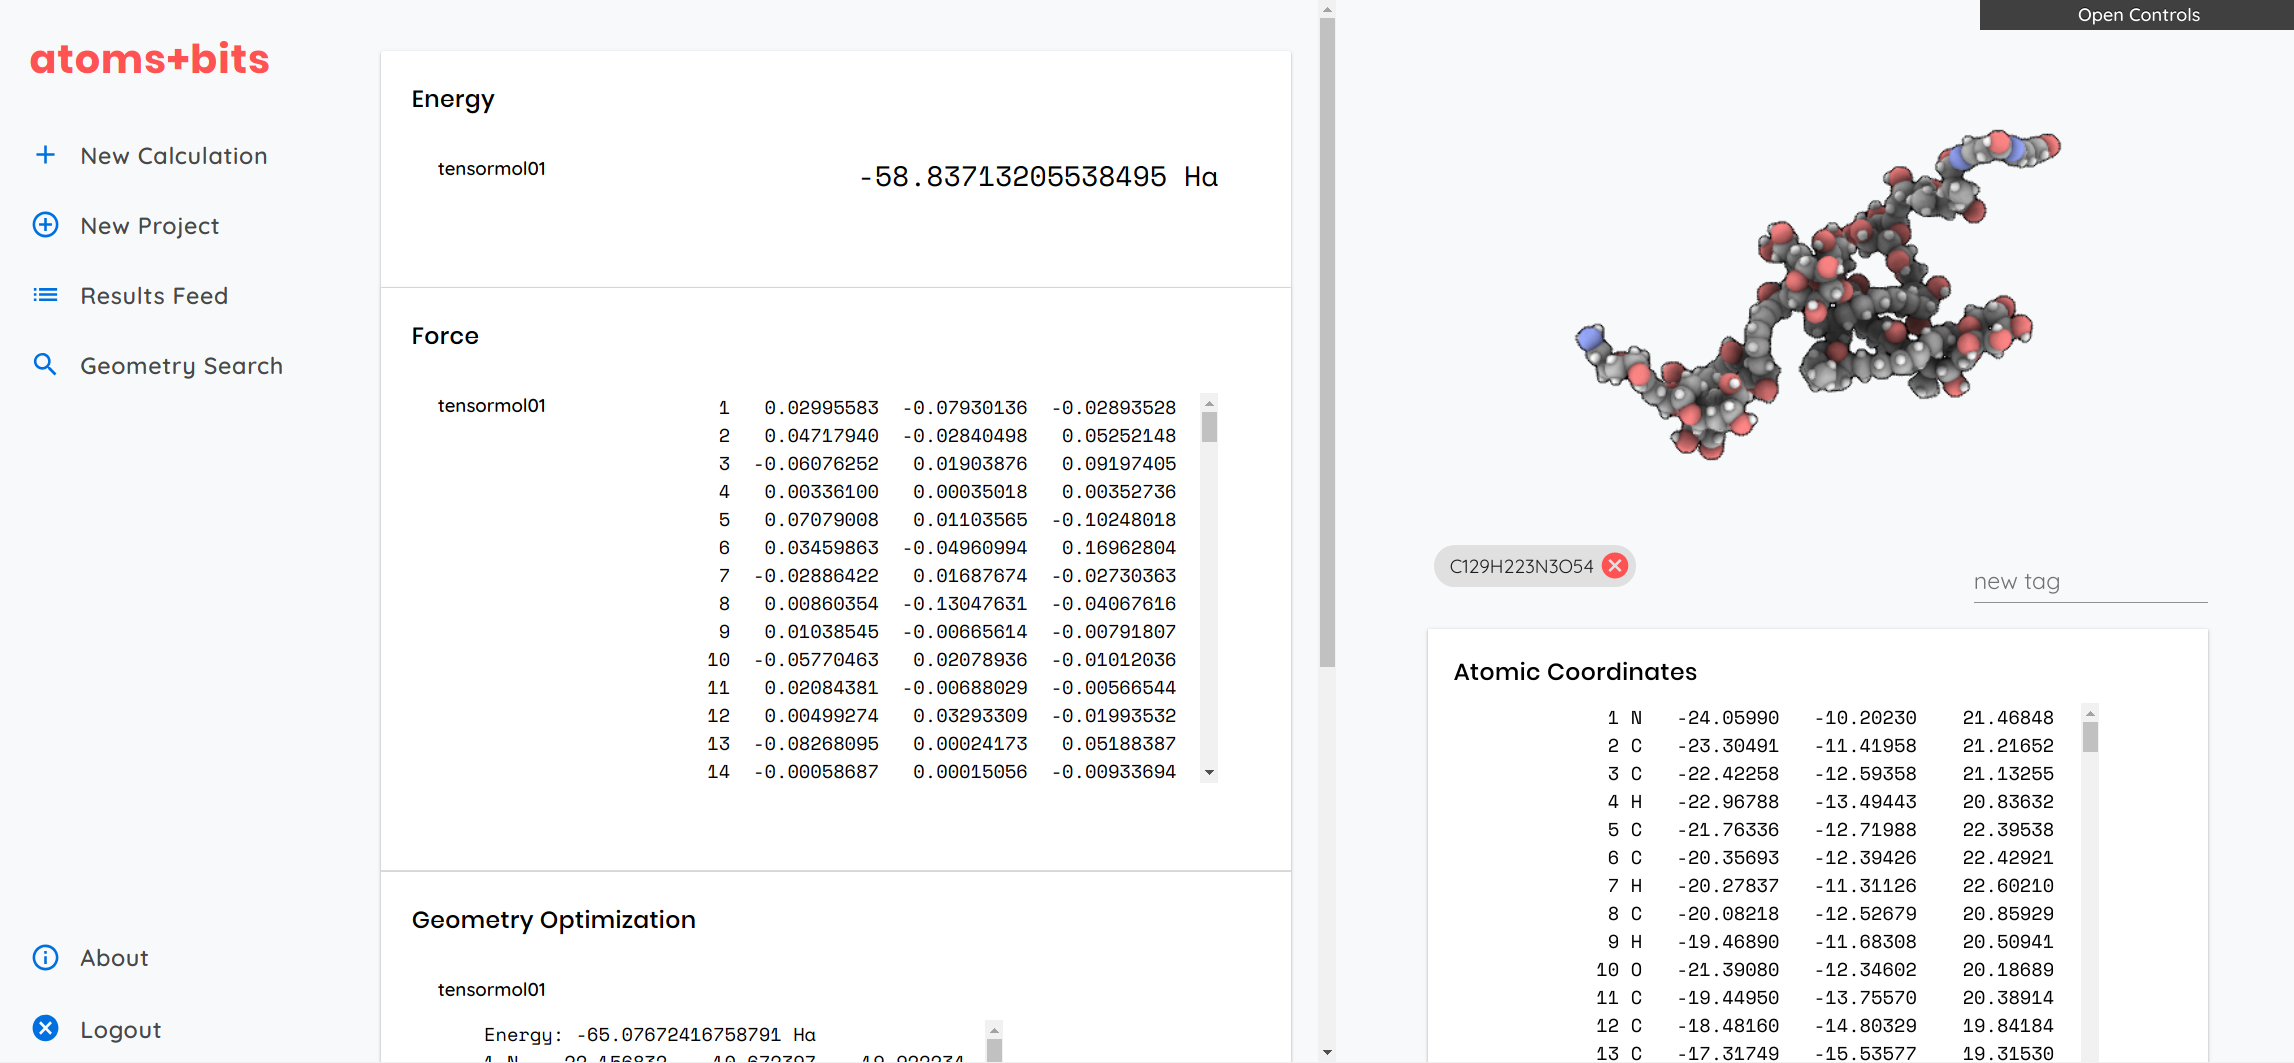 atoms+bits
New Calculation
New Project
Results Feed
Geometry Search
About
Logout
Energy
tensormol01
-58.83713205538495 Ha
Force
tensormol01
1 0.02995583 -0.07930136 -0.02893528
2 0.04717940 -0.02840498 0.05252148
3 -0.06076252 0.01903876 0.09197405
4 0.00336100 0.00035018 0.00352736
5 0.07079008 0.01103565 -0.10248018
6 0.03459863 -0.04960994 0.16962804
7 -0.02886422 0.01687674 -0.02730363
8 0.00860354 -0.13047631 -0.04067616
9 0.01038545 -0.00665614 -0.00791807
10 -0.05770463 0.02078936 -0.01012036
11 0.02084381 -0.00688029 -0.00566544
12 0.00499274 0.03293309 -0.01993532
13 -0.08268095 0.00024173 0.05188387
14 -0.00058687 0.00015056 -0.00933694
Geometry Optimization
tensormol01
Energy: -65.07672416758791 Ha
Open Controls
C129H223N3O54
new tag
Atomic Coordinates
1 N -24.05990 -10.20230 21.46848
2 C -23.30491 -11.41958 21.21652
3 C -22.42258 -12.59358 21.13255
4 H -22.96788 -13.49443 20.83632
5 C -21.76336 -12.71988 22.39538
6 C -20.35693 -12.39426 22.42921
7 H -20.27837 -11.31126 22.60210
8 C -20.08218 -12.52679 20.85929
9 H -19.46890 -11.68308 20.50941
10 O -21.39080 -12.34602 20.18689
11 C -19.44950 -13.75570 20.38914
12 C -18.48160 -14.80329 19.84184
13 C -17.31749 -15.53577 19.31530